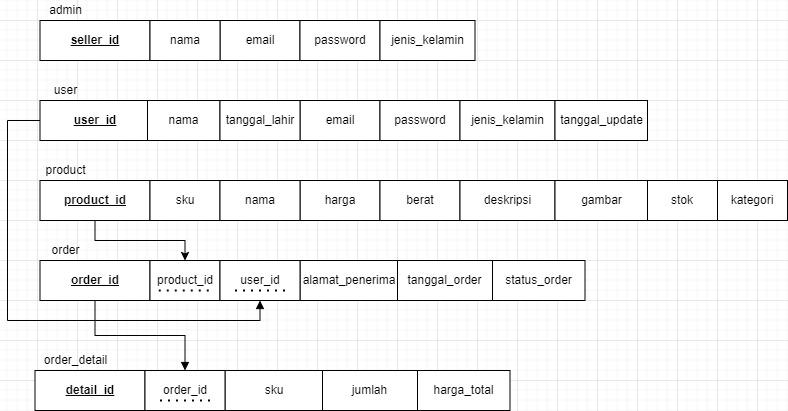 admin
seller_id nama email password jenis_kelamin
user
user_id nama tanggal_lahir email password jenis_kelamin tanggal_update
product
product_id sku nama harga berat deskripsi gambar stok kategori
order
order_id product_id user_id alamat_penerima tanggal_order status_order
order_detail
detail_id order_id sku jumlah harga_total